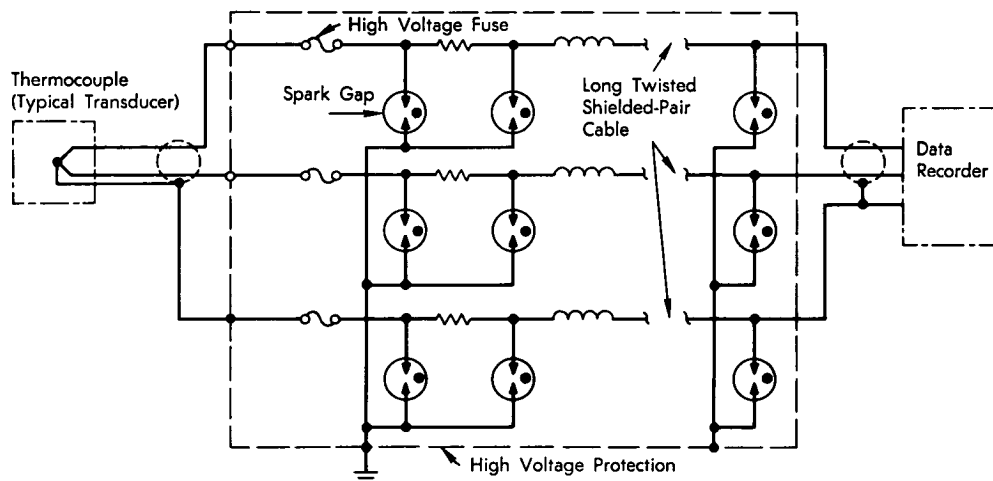 High Voltage Fuse
Thermocouple
(Typical Transducer)
Spark Gap
Long Twisted
Shielded-Pair
Cable
Data
Recorder
High Voltage Protection